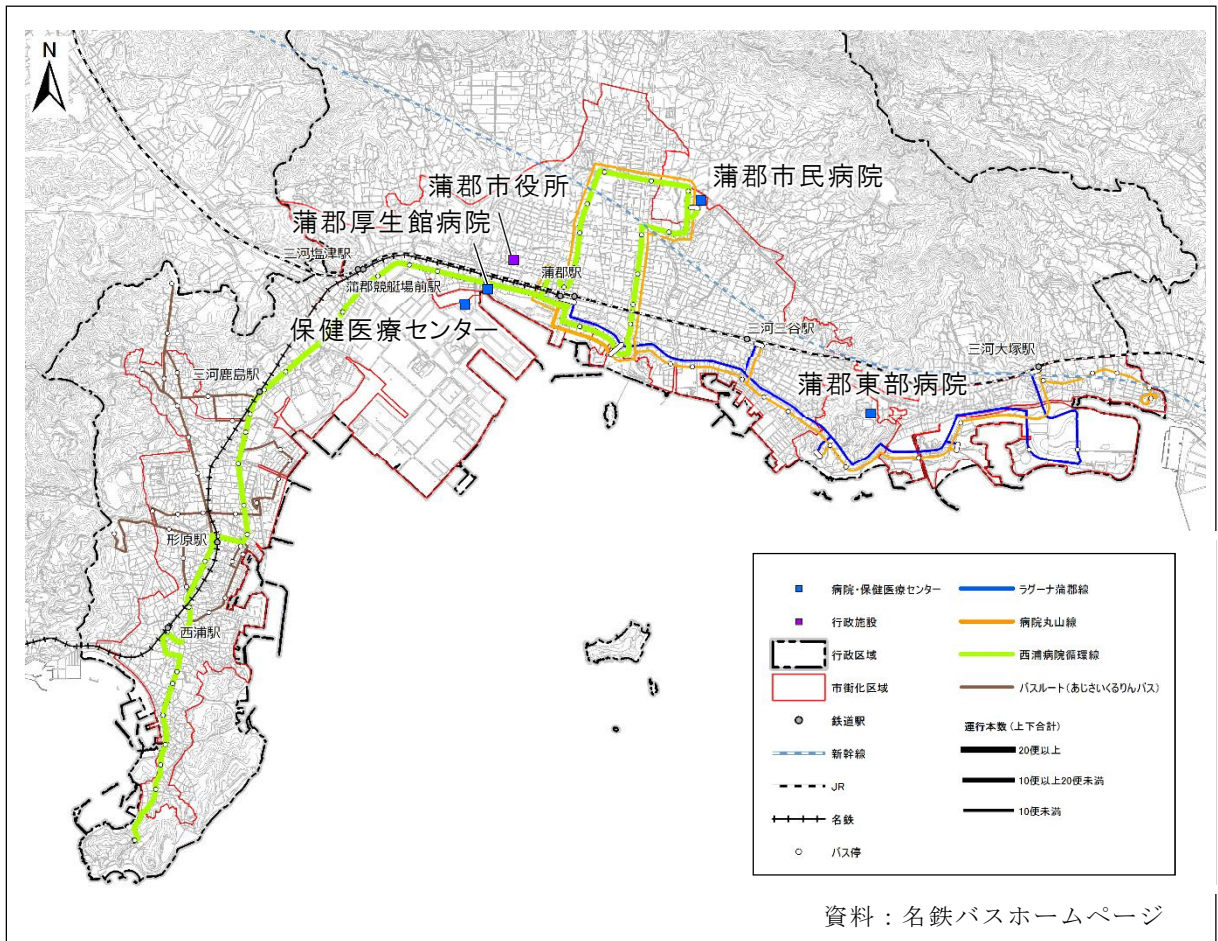 N
蒲郡市民病院
蒲郡市役所
蒲郡厚生館病院
三河塩津駅
蒲郡駅
蒲郡競艇場前駅
保健医療センター
三河三谷駅
三河大塚駅
三河鹿島駅
蒲郡東部病院
形原駅
西浦駅
病院・保健医療センター
行政施設
行政区域
市街化区域
鉄道駅
新幹線
JR
名鉄
バス停
ラグーナ蒲郡線
病院丸山線
西浦病院循環線
バスルート(あじさいくるりんバス)
運行本数(上下合計)
20便以上
10便以上20便未満
10便未満
資料：名鉄バスホームページ